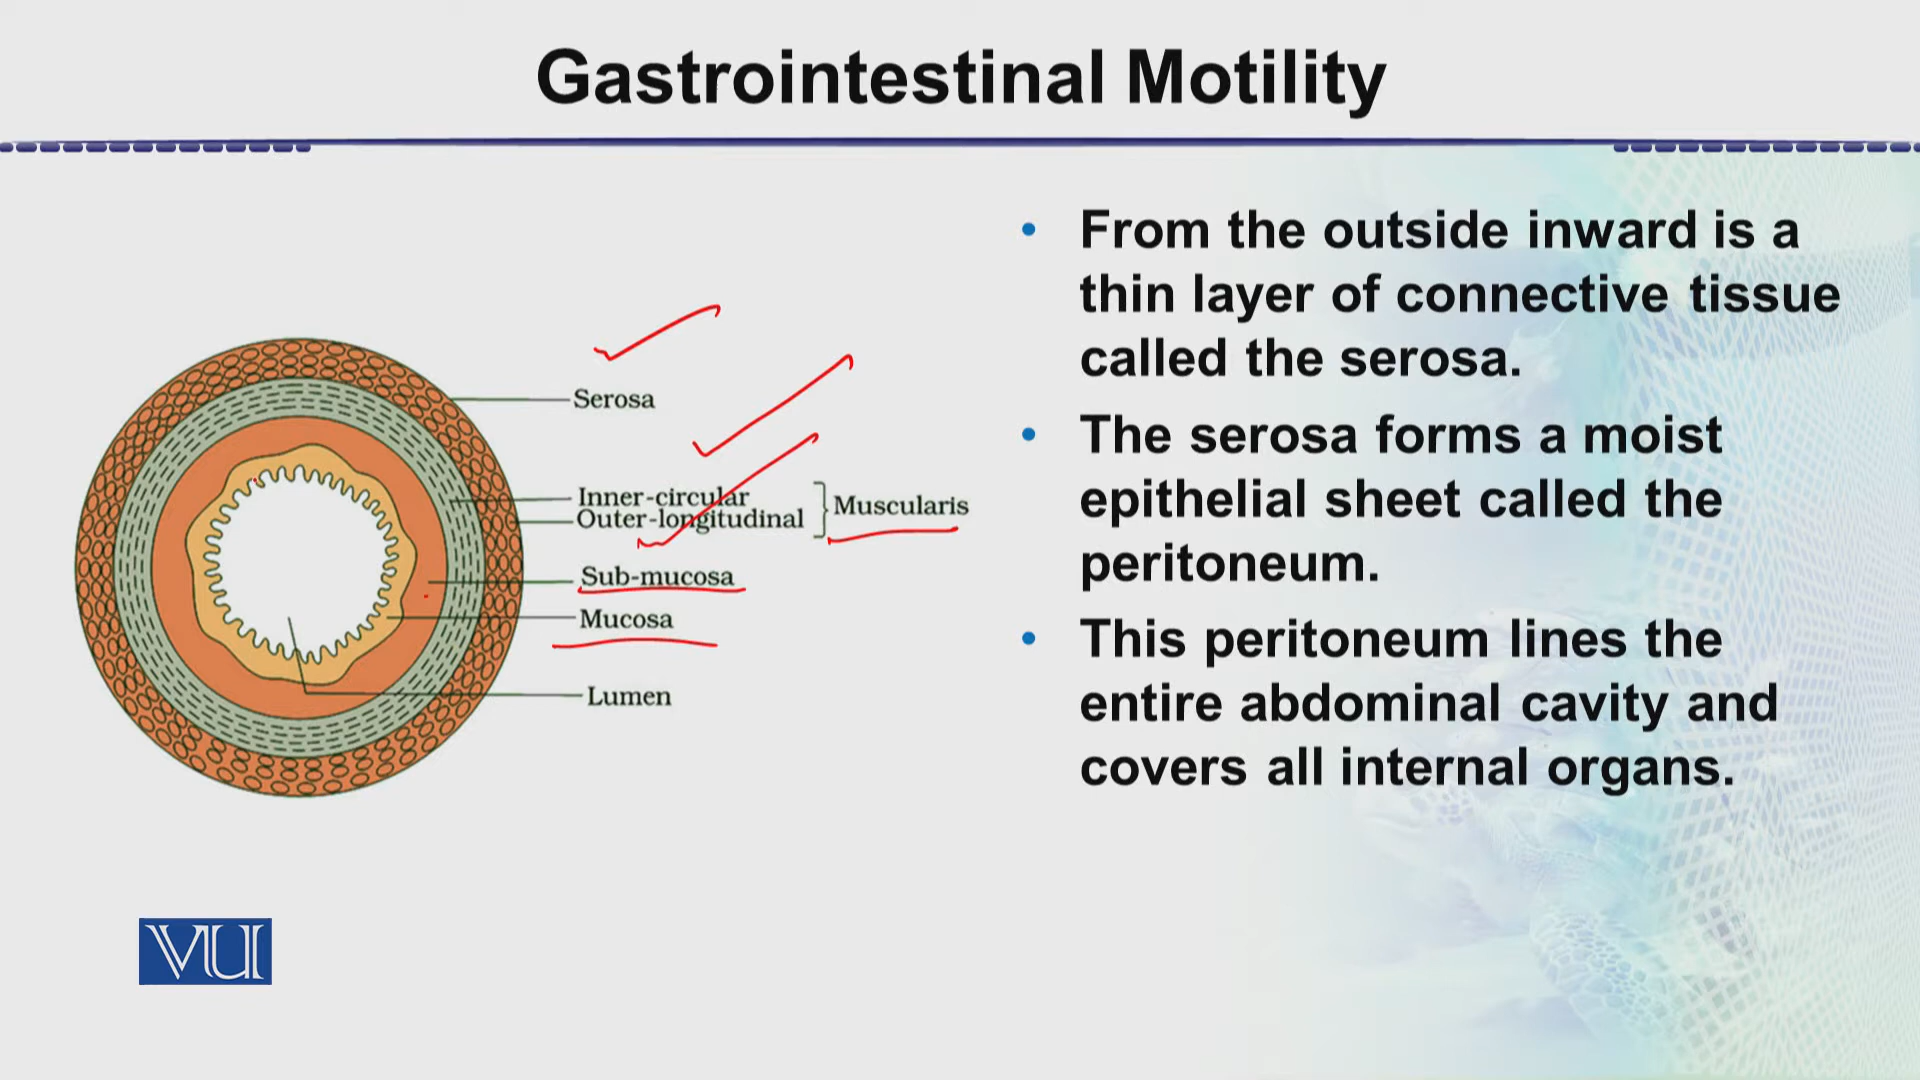 Gastrointestinal Motility
Serosa
Inner-circular
Outer-longitudinal
Muscularis
Sub-mucosa
Mucosa
Lumen
• From the outside inward is a
thin layer of connective tissue
called the serosa.
• The serosa forms a moist
epithelial sheet called the
peritoneum.
• This peritoneum lines the
entire abdominal cavity and
covers all internal organs.
VU